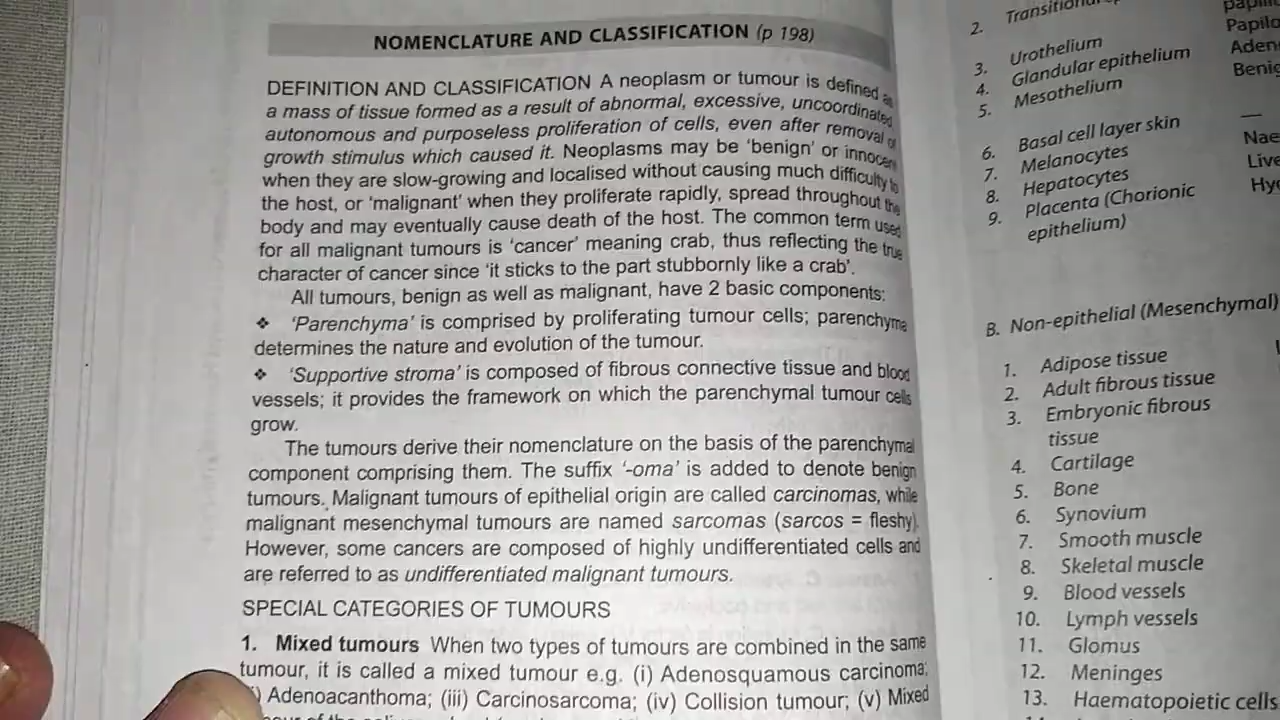 NOMENCLATURE AND CLASSIFICATION (p 198)
DEFINITION AND CLASSIFICATION A neoplasm or tumour is defined as
a mass of tissue formed as a result of abnormal, excessive, uncoordinated,
autonomous and purposeless proliferation of cells, even after removal of
growth stimulus which caused it. Neoplasms may be ‘benign’ or innocent
when they are slow-growing and localised without causing much difficulty to
the host, or ‘malignant’ when they proliferate rapidly, spread throughout the
body and may eventually cause death of the host. The common term used
for all malignant tumours is ‘cancer’ meaning crab, thus reflecting the true
character of cancer since ‘it sticks to the part stubbornly like a crab’.
All tumours, benign as well as malignant, have 2 basic components:
❖ ‘Parenchyma’ is comprised by proliferating tumour cells; parenchyma
determines the nature and evolution of the tumour.
❖ ‘Supportive stroma’ is composed of fibrous connective tissue and blood
vessels; it provides the framework on which the parenchymal tumour cells
grow.
The tumours derive their nomenclature on the basis of the parenchymal
component comprising them. The suffix ‘-oma’ is added to denote benign
tumours. Malignant tumours of epithelial origin are called carcinomas, while
malignant mesenchymal tumours are named sarcomas (sarcos = fleshy).
However, some cancers are composed of highly undifferentiated cells and
are referred to as undifferentiated malignant tumours.
SPECIAL CATEGORIES OF TUMOURS
1. Mixed tumours When two types of tumours are combined in the same
tumour, it is called a mixed tumour e.g. (i) Adenosquamous carcinoma;
Adenoacanthoma; (iii) Carcinosarcoma; (iv) Collision tumour; (v) Mixed
2.
3. Urothelium
4. Glandular epithelium
5. Mesothelium
6. Basal cell layer skin
7. Melanocytes
8. Hepatocytes
9. Placenta (Chorionic
epithelium)
Papilo
Aden
Benig
—
Nae
Live
Hy
B. Non-epithelial (Mesenchymal)
1. Adipose tissue
2. Adult fibrous tissue
3. Embryonic fibrous
tissue
4. Cartilage
5. Bone
6. Synovium
7. Smooth muscle
8. Skeletal muscle
9. Blood vessels
10. Lymph vessels
11. Glomus
12. Meninges
13. Haematopoietic cells